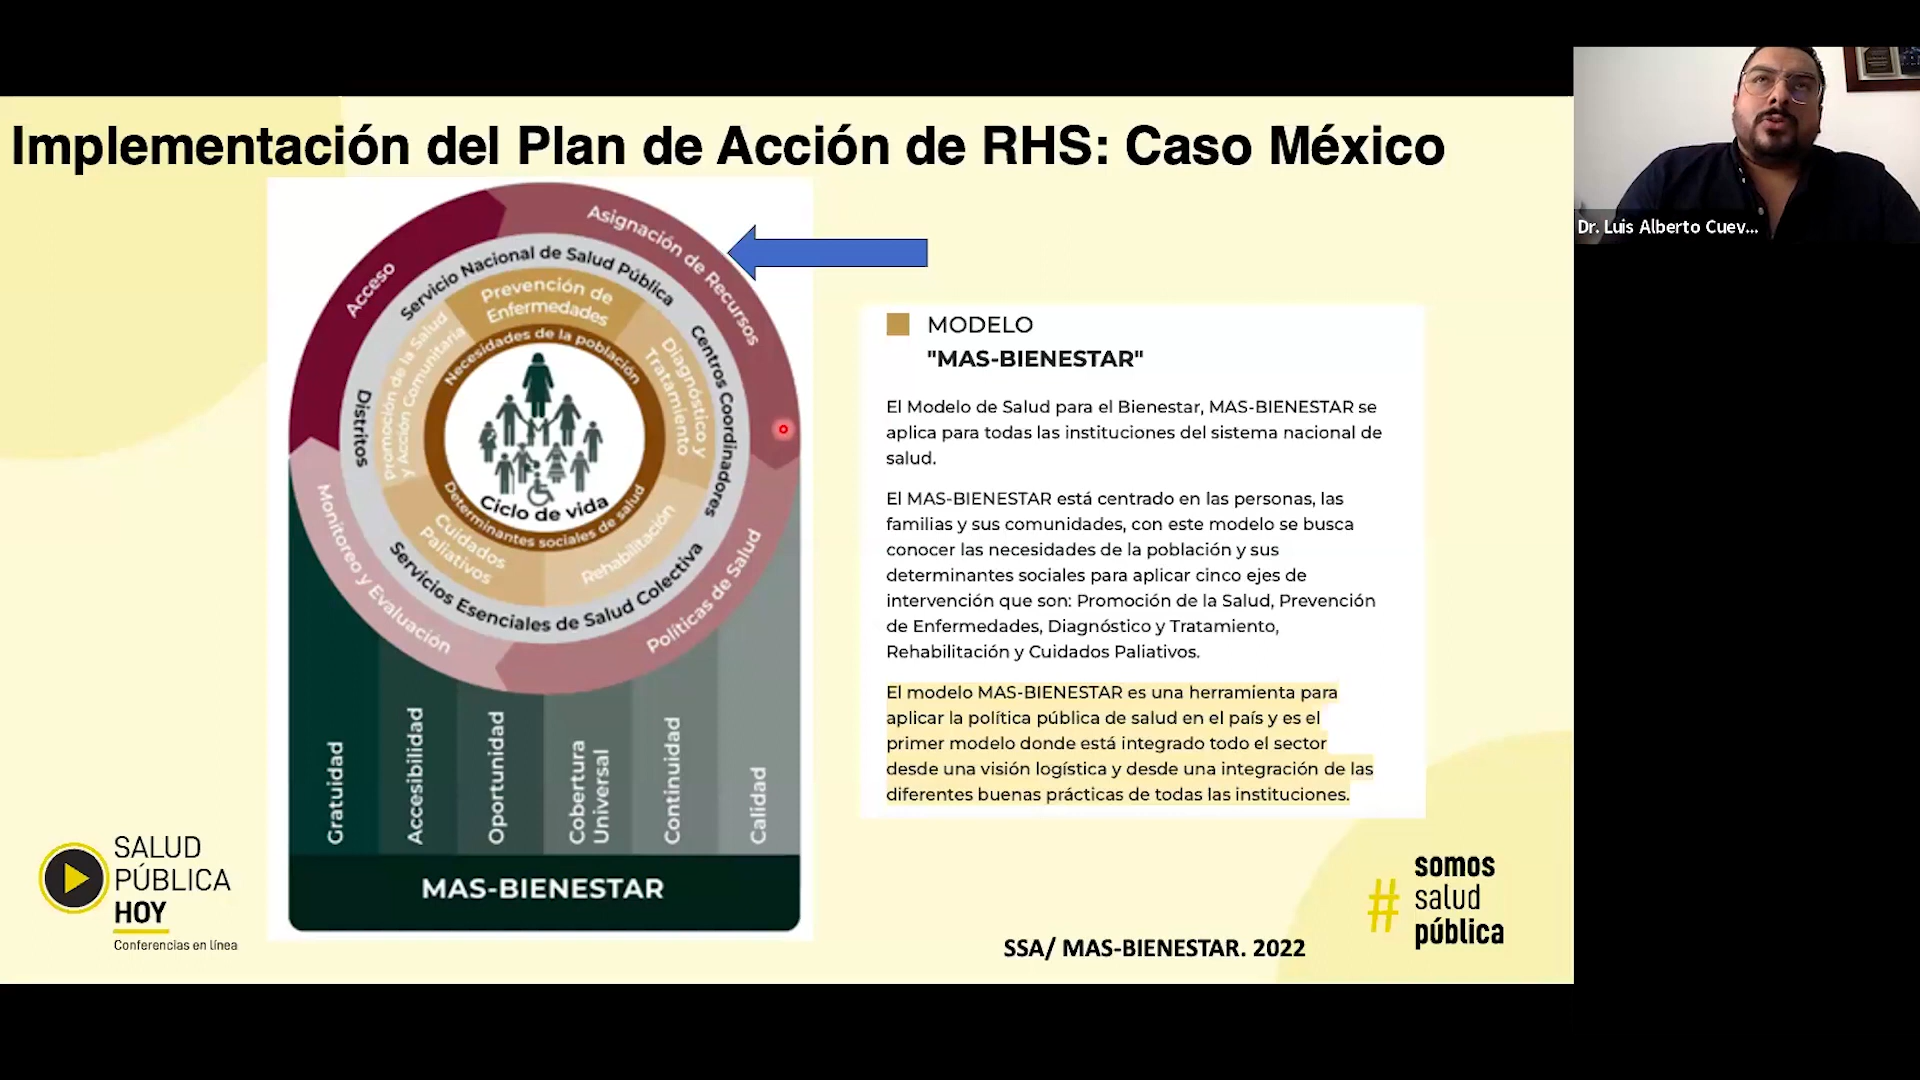 Implementación del Plan de Acción de RHS: Caso México
Dr. Luis Alberto Cuev...
Acceso
Asignación de Recursos
Políticas de Salud
Monitoreo y Evaluación
Servicio Nacional de Salud Pública
Centros Coordinadores
Servicios Esenciales de Salud Colectiva
Distritos
Promoción de la Salud
y Acción Comunitaria
Prevención de
Enfermedades
Diagnóstico y
Tratamiento
Rehabilitación
Cuidados
Paliativos
Necesidades de la población
Determinantes sociales de salud
Ciclo de vida
Gratuidad
Accesibilidad
Oportunidad
Cobertura
Universal
Continuidad
Calidad
MAS-BIENESTAR
MODELO
"MAS-BIENESTAR"
El Modelo de Salud para el Bienestar, MAS-BIENESTAR se
aplica para todas las instituciones del sistema nacional de
salud.
El MAS-BIENESTAR está centrado en las personas, las
familias y sus comunidades, con este modelo se busca
conocer las necesidades de la población y sus
determinantes sociales para aplicar cinco ejes de
intervención que son: Promoción de la Salud, Prevención
de Enfermedades, Diagnóstico y Tratamiento,
Rehabilitación y Cuidados Paliativos.
El modelo MAS-BIENESTAR es una herramienta para
aplicar la política pública de salud en el país y es el
primer modelo donde está integrado todo el sector
desde una visión logística y desde una integración de las
diferentes buenas prácticas de todas las instituciones.
SALUD
PÚBLICA
HOY
Conferencias en línea
SSA/ MAS-BIENESTAR. 2022
#
somos
salud
pública